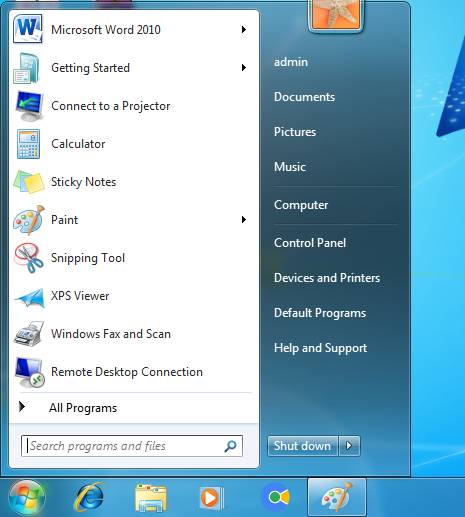 Microsoft Word 2010
Getting Started
Connect to a Projector
Calculator
Sticky Notes
Paint
Snipping Tool
XPS Viewer
Windows Fax and Scan
Remote Desktop Connection
All Programs
Search programs and files
admin
Documents
Pictures
Music
Computer
Control Panel
Devices and Printers
Default Programs
Help and Support
Shut down